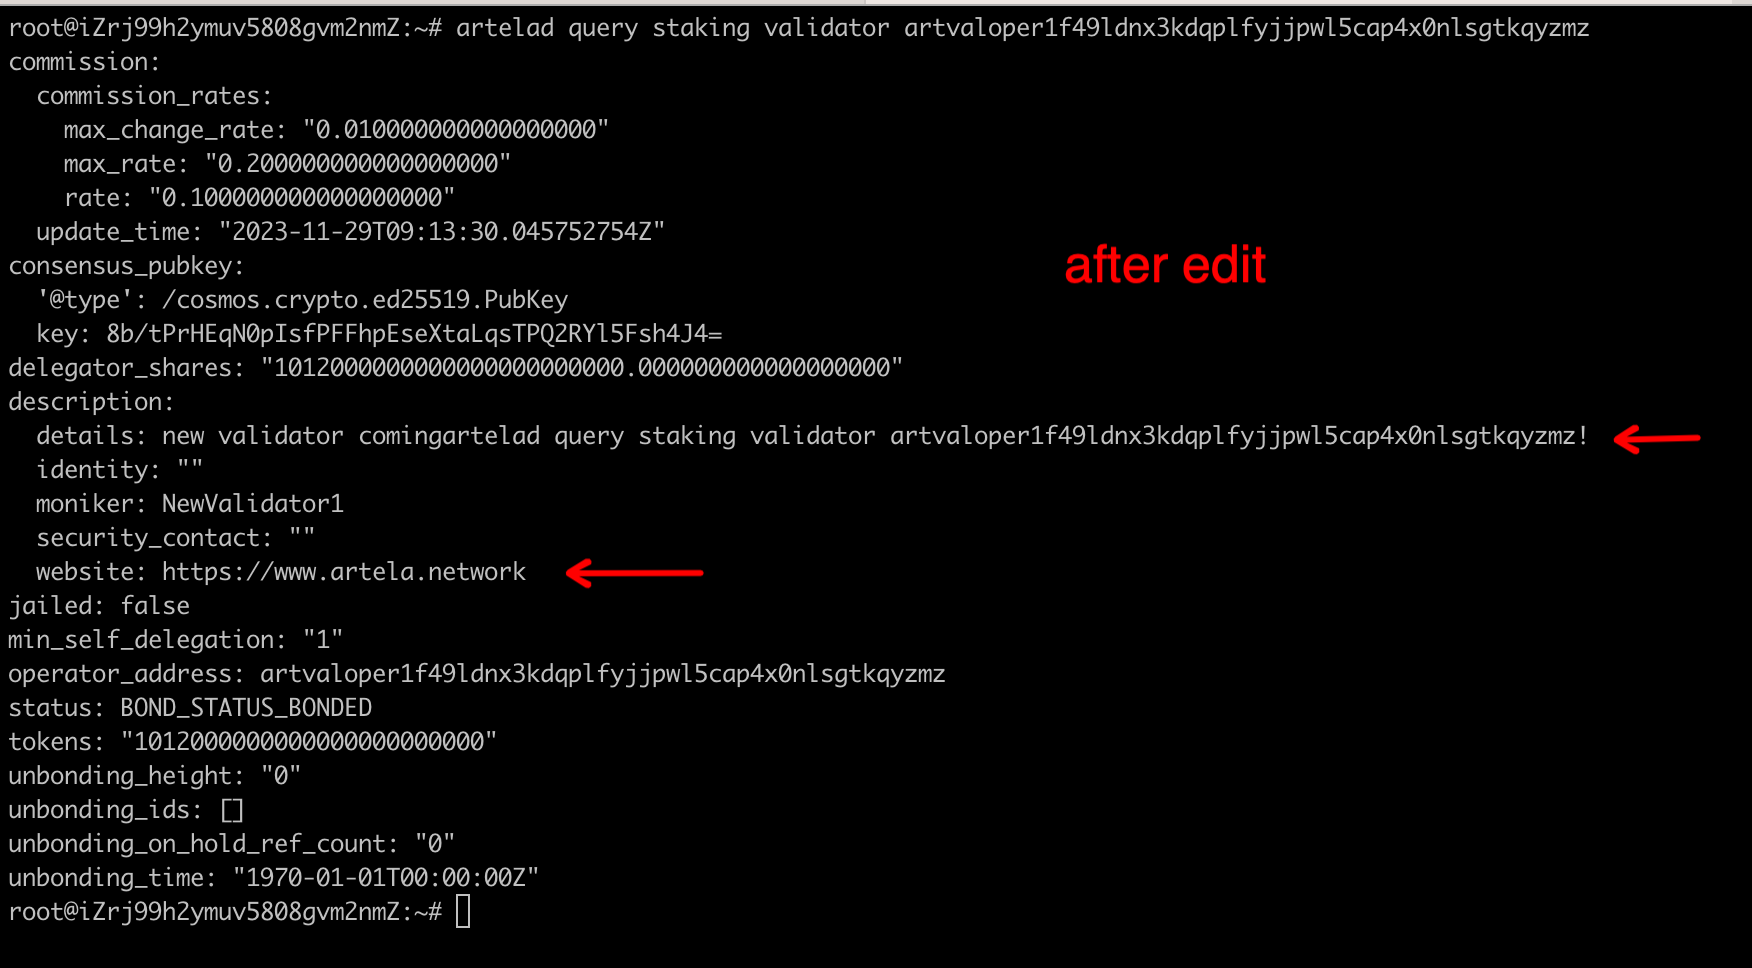 root@iZrj99h2ymuv5808gvm2nmZ:~# artelad query staking validator artvaloper1f49ldnx3kdqplfyjjpwl5cap4x0nlsgtkqyzmz
commission:
  commission_rates:
    max_change_rate: "0.010000000000000000"
    max_rate: "0.200000000000000000"
    rate: "0.100000000000000000"
  update_time: "2023-11-29T09:13:30.045752754Z"
after edit
consensus_pubkey:
  '@type': /cosmos.crypto.ed25519.PubKey
  key: 8b/tPrHEqN0pIsfPFFhpEseXtaLqsTPQ2RYl5Fsh4J4=
delegator_shares: "1012000000000000000000000.000000000000000000"
description:
  details: new validator comingartelad query staking validator artvaloper1f49ldnx3kdqplfyjjpwl5cap4x0nlsgtkqyzmz!
  identity: ""
  moniker: NewValidator1
  security_contact: ""
  website: https://www.artela.network
jailed: false
min_self_delegation: "1"
operator_address: artvaloper1f49ldnx3kdqplfyjjpwl5cap4x0nlsgtkqyzmz
status: BOND_STATUS_BONDED
tokens: "1012000000000000000000000"
unbonding_height: "0"
unbonding_ids: []
unbonding_on_hold_ref_count: "0"
unbonding_time: "1970-01-01T00:00:00Z"
root@iZrj99h2ymuv5808gvm2nmZ:~#